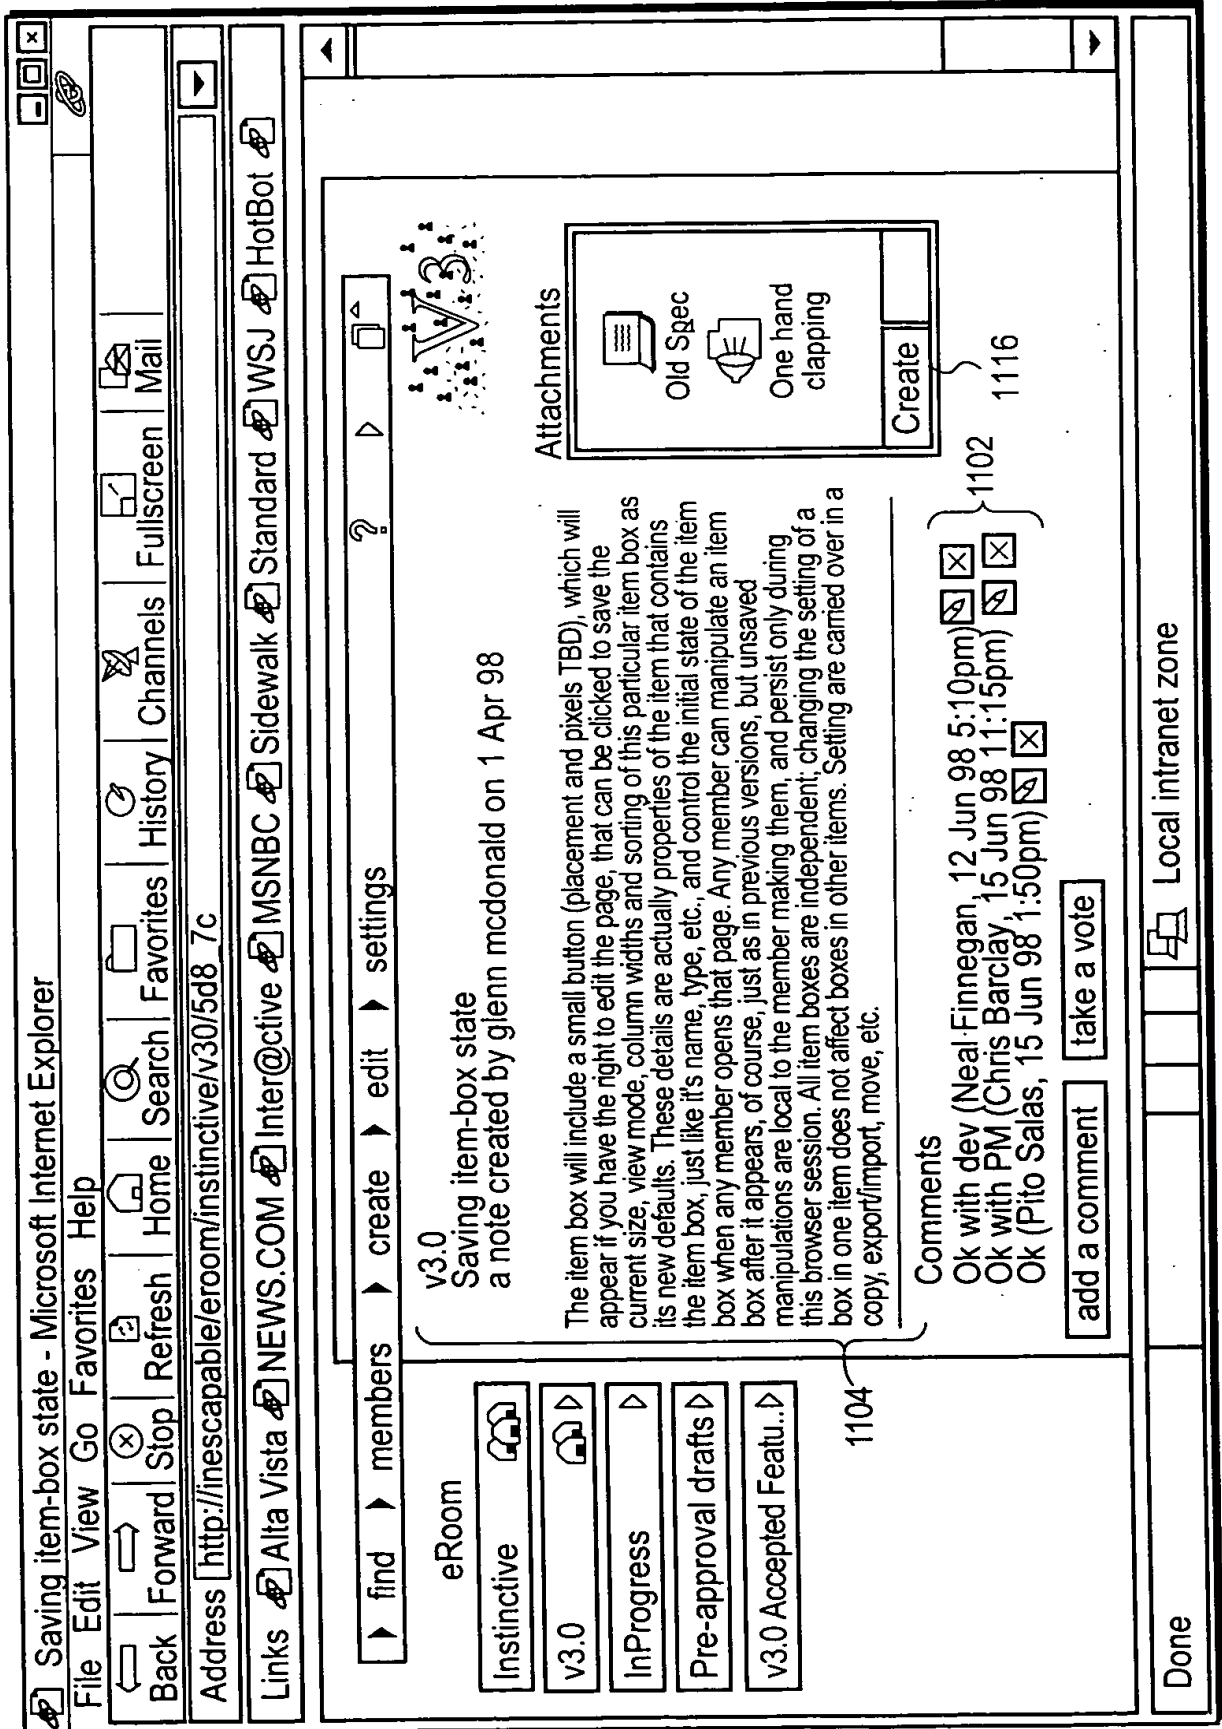 Saving item-box state - Microsoft Internet Explorer
File Edit View Go Favorites Help
Back Forward Stop Refresh Home Search Favorites History Channels Fullscreen Mail
Address http://inescapable/eroom/instinctive/v30/5d8_7c
Links Alta Vista NEWS.COM Inter@ctive MSNBC Sidewalk Standard WSJ HotBot
find members create edit settings ?
eRoom
Instinctive
v3.0
InProgress
Pre-approval drafts
v3.0 Accepted Featu..
V3
v3.0
Saving item-box state
a note created by glenn mcdonald on 1 Apr 98
The item box will include a small button (placement and pixels TBD), which will
appear if you have the right to edit the page, that can be clicked to save the
current size, view mode, column widths and sorting of this particular item box as
its new defaults. These details are actually properties of the item that contains
the item box, just like it's name, type, etc., and control the initial state of the item
box when any member opens that page. Any member can manipulate an item
box after it appears, of course, just as in previous versions, but unsaved
manipulations are local to the member making them, and persist only during
this browser session. All item boxes are independent; changing the setting of a
box in one item does not affect boxes in other items. Setting are carried over in a
copy, export/import, move, etc.
1104
Attachments
Old Spec
One hand
clapping
Create
1116
Comments
Ok with dev (Neal Finnegan, 12 Jun 98 5:10pm)
Ok with PM (Chris Barclay, 15 Jun 98 11:15pm)
Ok (Pito Salas, 15 Jun 98 1:50pm)
1102
add a comment take a vote
Done Local intranet zone